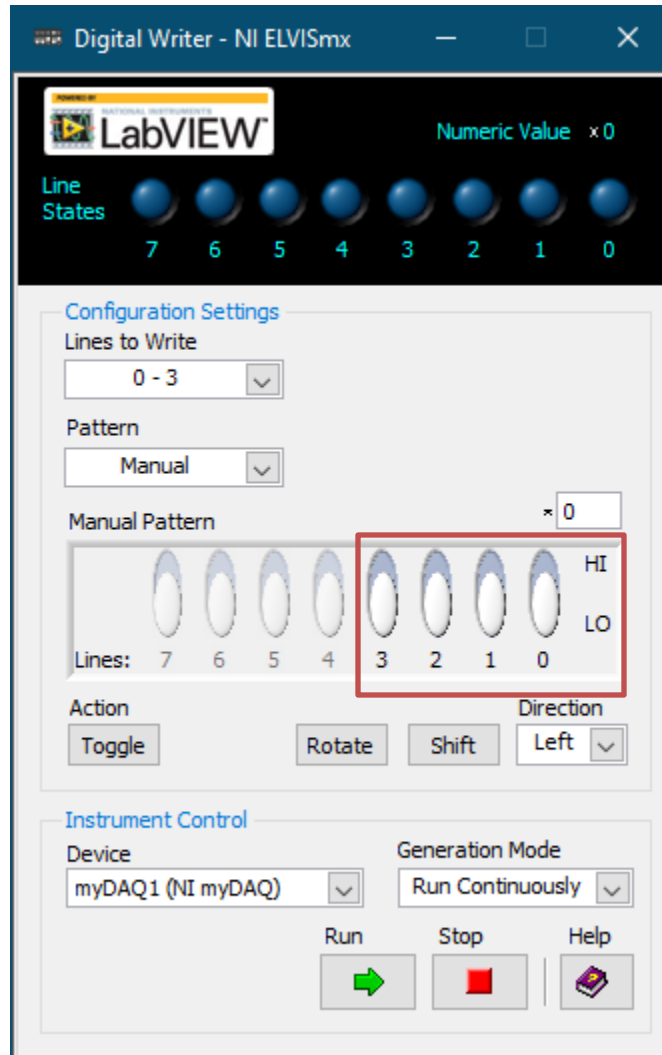 Digital Writer - NI ELVISmx
POWERED BY
NATIONAL INSTRUMENTS
LabVIEW™
Numeric Value × 0
Line
States
7 6 5 4 3 2 1 0
Configuration Settings
Lines to Write
0 - 3
Pattern
Manual
Manual Pattern
× 0
HI
LO
Lines: 7 6 5 4 3 2 1 0
Action
Direction
Toggle Rotate Shift Left
Instrument Control
Device
Generation Mode
myDAQ1 (NI myDAQ)
Run Continuously
Run Stop Help